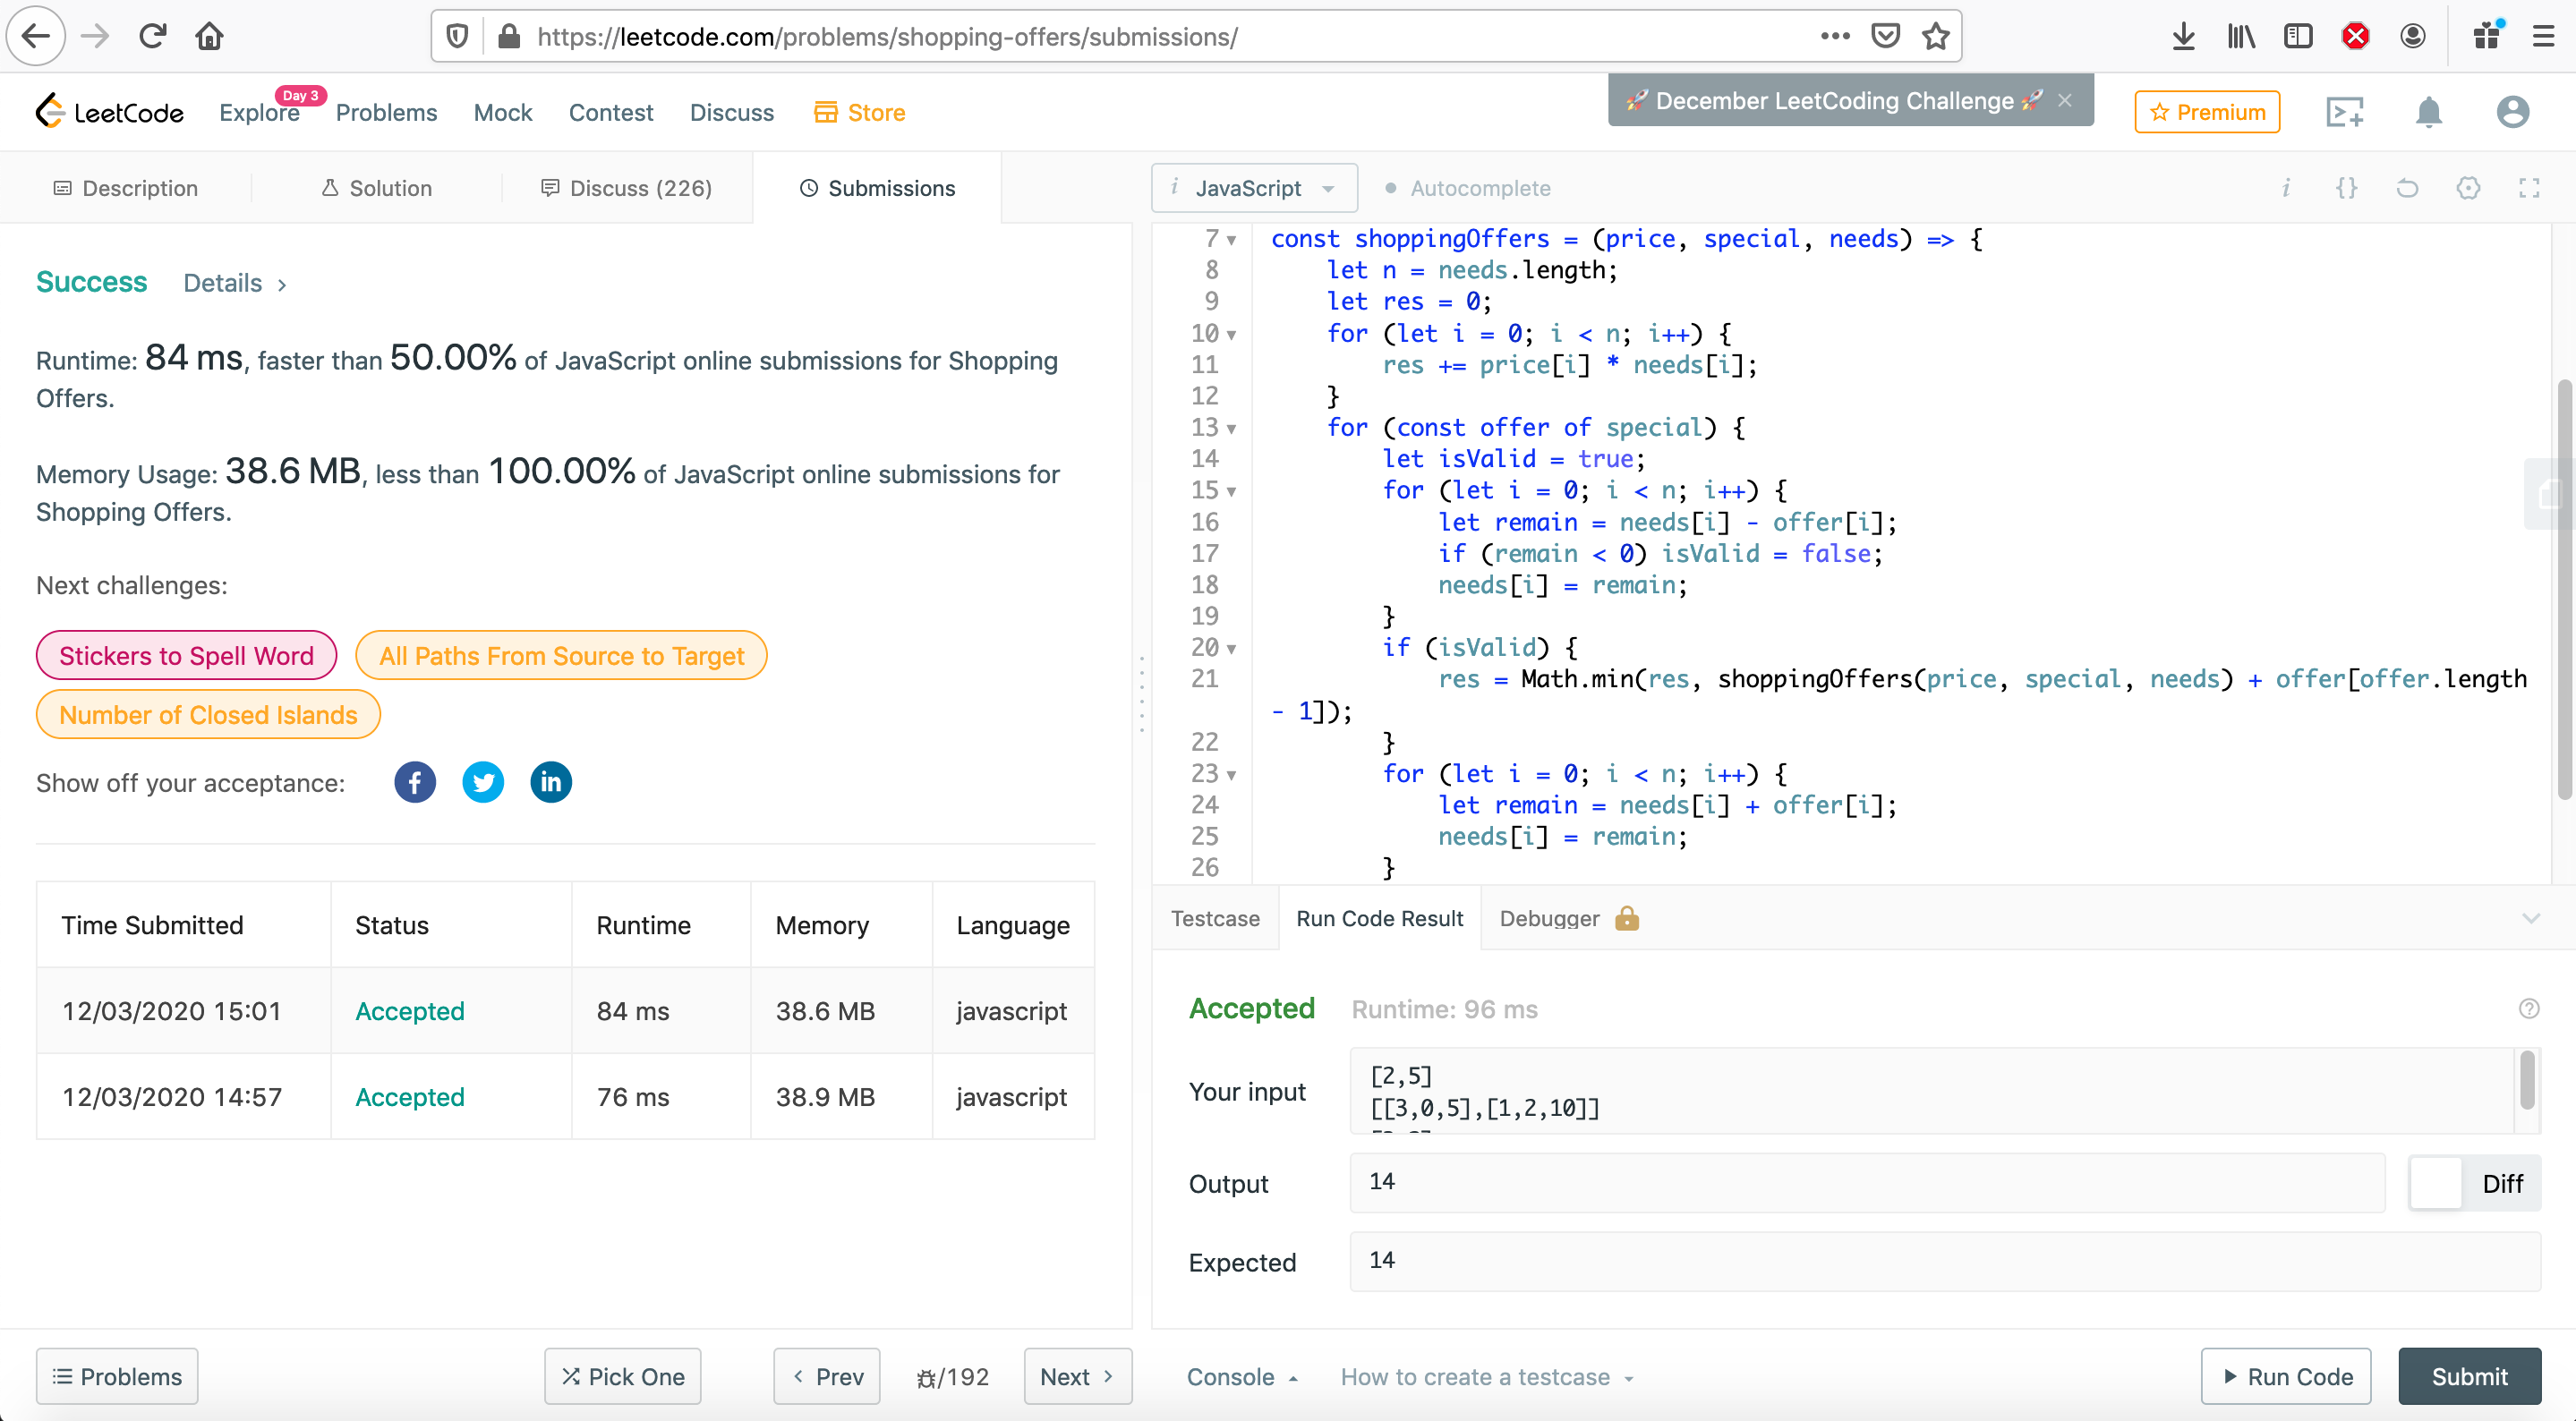 https://leetcode.com/problems/shopping-offers/submissions/
LeetCode
Explore
Day 3
Problems
Mock
Contest
Discuss
Store
🚀 December LeetCoding Challenge 🚀 ×
Premium
Description
Solution
Discuss (226)
Submissions
Success
Details >
Runtime: 84 ms, faster than 50.00% of JavaScript online submissions for Shopping
Offers.
Memory Usage: 38.6 MB, less than 100.00% of JavaScript online submissions for
Shopping Offers.
Next challenges:
Stickers to Spell Word
All Paths From Source to Target
Number of Closed Islands
Show off your acceptance:
Time Submitted Status Runtime Memory Language
12/03/2020 15:01 Accepted 84 ms 38.6 MB javascript
12/03/2020 14:57 Accepted 76 ms 38.9 MB javascript
Problems
Pick One
< Prev
/192
Next >
i JavaScript
Autocomplete
i {}
7 const shoppingOffers = (price, special, needs) => {
8     let n = needs.length;
9     let res = 0;
10     for (let i = 0; i < n; i++) {
11         res += price[i] * needs[i];
12     }
13     for (const offer of special) {
14         let isValid = true;
15         for (let i = 0; i < n; i++) {
16             let remain = needs[i] - offer[i];
17             if (remain < 0) isValid = false;
18             needs[i] = remain;
19         }
20         if (isValid) {
21             res = Math.min(res, shoppingOffers(price, special, needs) + offer[offer.length
- 1]);
22         }
23         for (let i = 0; i < n; i++) {
24             let remain = needs[i] + offer[i];
25             needs[i] = remain;
26         }
Testcase
Run Code Result
Debugger
Accepted
Runtime: 96 ms
Your input
[2,5]
[[3,0,5],[1,2,10]]
Output
14
Diff
Expected
14
Console
How to create a testcase
Run Code
Submit